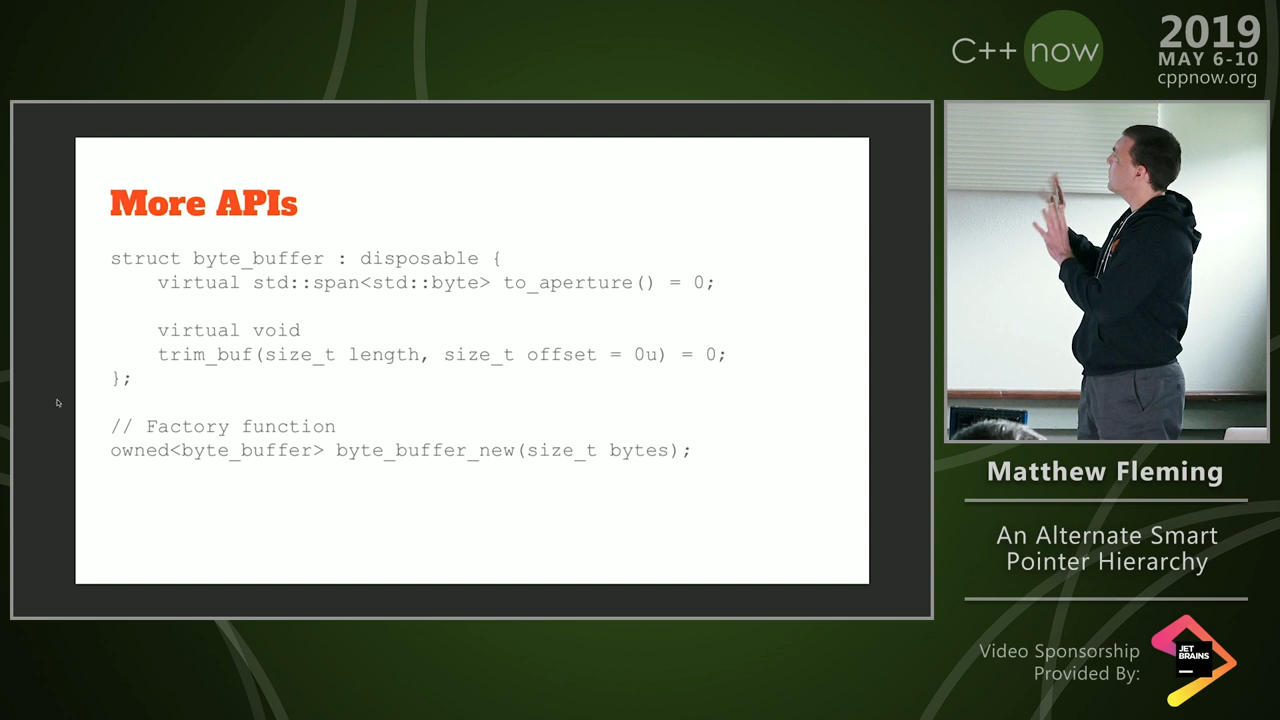 C++ now
2019
MAY 6-10
cppnow.org
More APIs
struct byte_buffer : disposable {
virtual std::span<std::byte> to_aperture() = 0;
virtual void
trim_buf(size_t length, size_t offset = 0u) = 0;
};
// Factory function
owned<byte_buffer> byte_buffer_new(size_t bytes);
Matthew Fleming
An Alternate Smart
Pointer Hierarchy
Video Sponsorship
Provided By:
JET
BRAINS